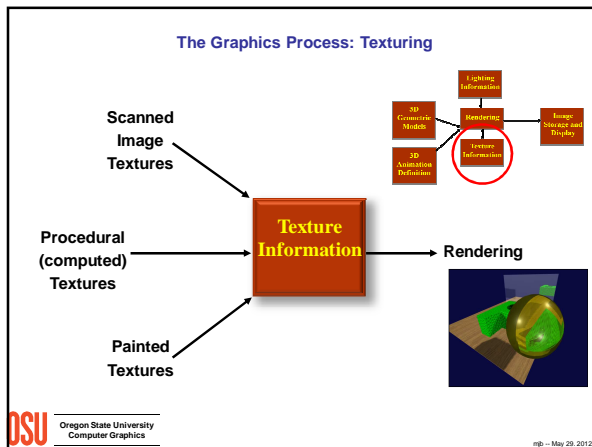 The Graphics Process: Texturing
Scanned
Image
Textures
Procedural
(computed)
Textures
Painted
Textures
Texture
Information
Rendering
Lighting
Information
3D
Geometric
Models
Rendering
Image
Storage and
Display
Texture
Information
3D
Animation
Definition
OSU
Oregon State University
Computer Graphics
mjb -- May 29, 2012